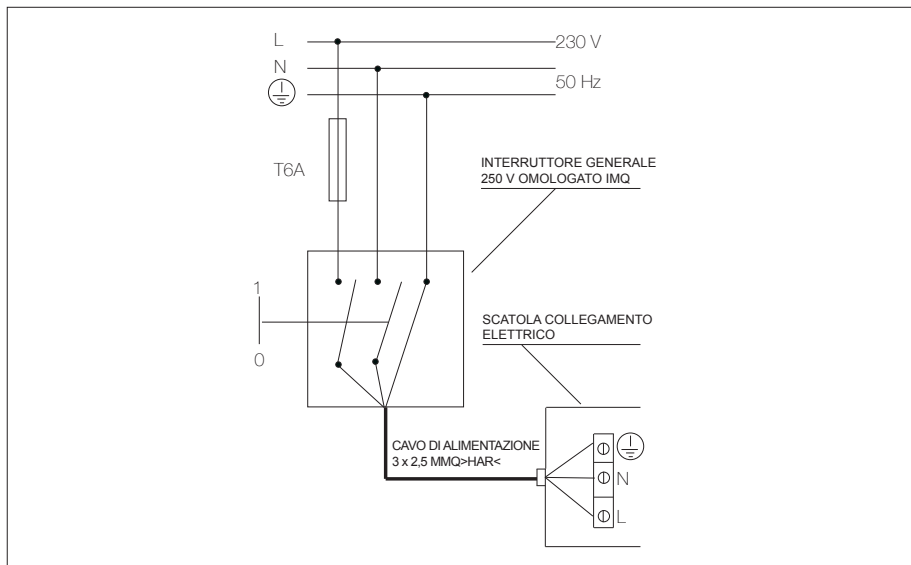 L
230 V
N
50 Hz
T6A
INTERRUTTORE GENERALE
250 V OMOLOGATO IMQ
1
0
SCATOLA COLLEGAMENTO
ELETTRICO
CAVO DI ALIMENTAZIONE
3 x 2,5 MMQ>HAR<
N
L